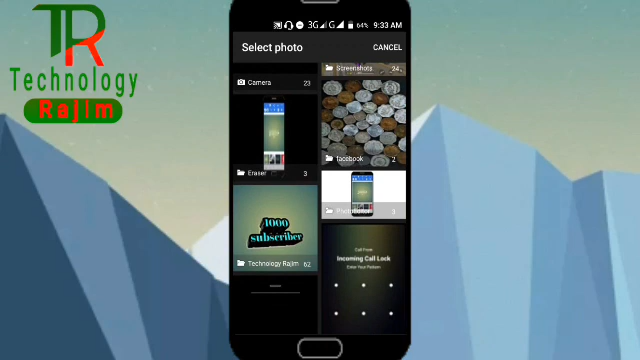 TR
Technology
Rajim
3G G 64% 9:33 AM
Select photo CANCEL
Camera 23
Screenshots 24
Eraser 3
facebook 2
1000
subscriber
Technology Rajim 62
3
Call From
Incoming Call Lock
Enter Your Pattern